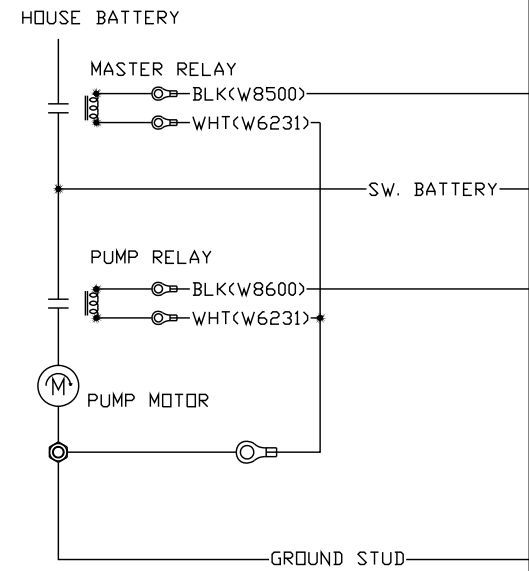 HOUSE BATTERY
MASTER RELAY
BLK(W8500)
WHT(W6231)
SW. BATTERY
PUMP RELAY
BLK(W8600)
WHT(W6231)
M
PUMP MOTOR
GROUND STUD